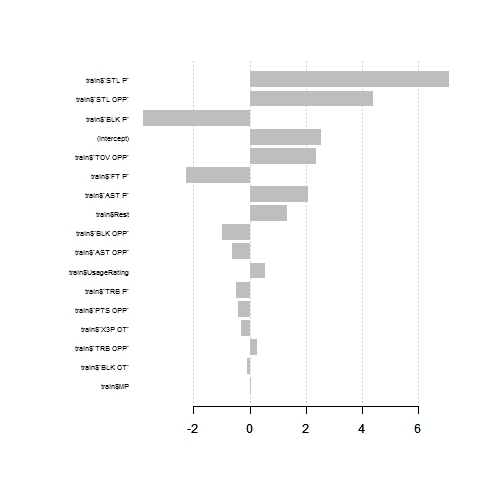 train$`STL P`
train$`STL OPP`
train$`BLK P`
(Intercept)
train$`TOV OPP`
train$`FT P`
train$`AST P`
train$Rest
train$`BLK OPP`
train$`AST OPP`
train$UsageRating
train$`TRB P`
train$`PTS OPP`
train$`X3P OT`
train$`TRB OPP`
train$`BLK OT`
train$MP
-2 0 2 4 6